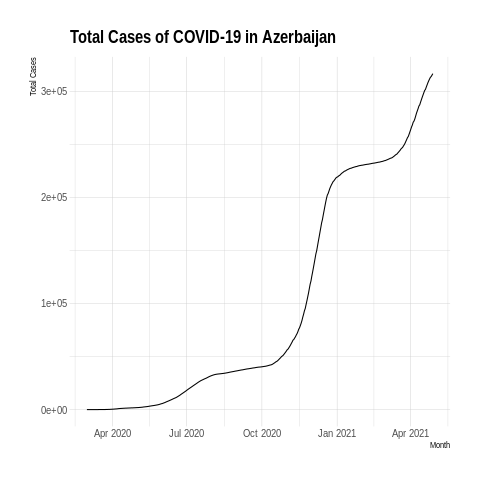 Total Cases of COVID-19 in Azerbaijan
Total Cases
3e+05
2e+05
1e+05
0e+00
Apr 2020 Jul 2020 Oct 2020 Jan 2021 Apr 2021
Month